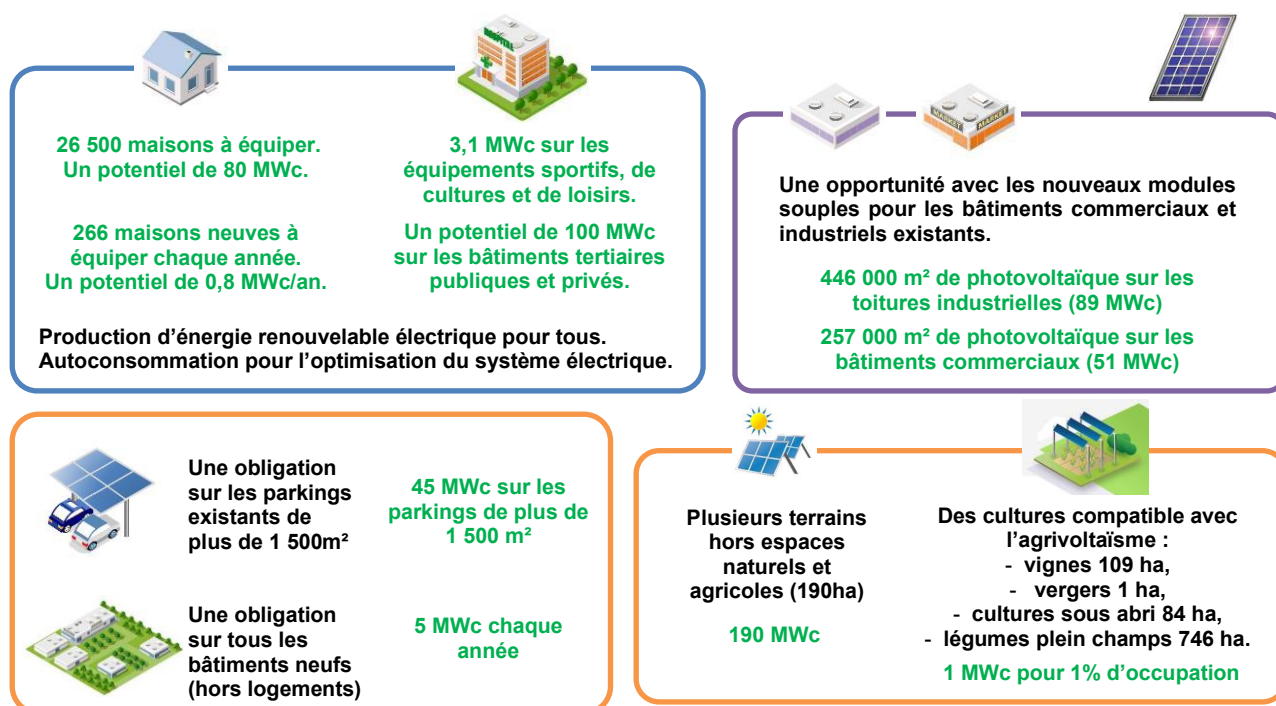 HOSPITAL
26 500 maisons à équiper.
Un potentiel de 80 MWc.
266 maisons neuves à
équiper chaque année.
Un potentiel de 0,8 MWc/an.
3,1 MWc sur les
équipements sportifs, de
cultures et de loisirs.
Un potentiel de 100 MWc
sur les bâtiments tertiaires
publiques et privés.
Production d’énergie renouvelable électrique pour tous.
Autoconsommation pour l’optimisation du système électrique.
MARKET MARKET
Une opportunité avec les nouveaux modules
souples pour les bâtiments commerciaux et
industriels existants.
446 000 m² de photovoltaïque sur les
toitures industrielles (89 MWc)
257 000 m² de photovoltaïque sur les
bâtiments commerciaux (51 MWc)
Une obligation
sur les parkings
existants de
plus de 1 500m²
45 MWc sur les
parkings de plus de
1 500 m²
Une obligation
sur tous les
bâtiments neufs
(hors logements)
5 MWc chaque
année
Plusieurs terrains
hors espaces
naturels et
agricoles (190ha)
190 MWc
Des cultures compatible avec
l’agrivoltaïsme :
- vignes 109 ha,
- vergers 1 ha,
- cultures sous abri 84 ha,
- légumes plein champs 746 ha.
1 MWc pour 1% d’occupation